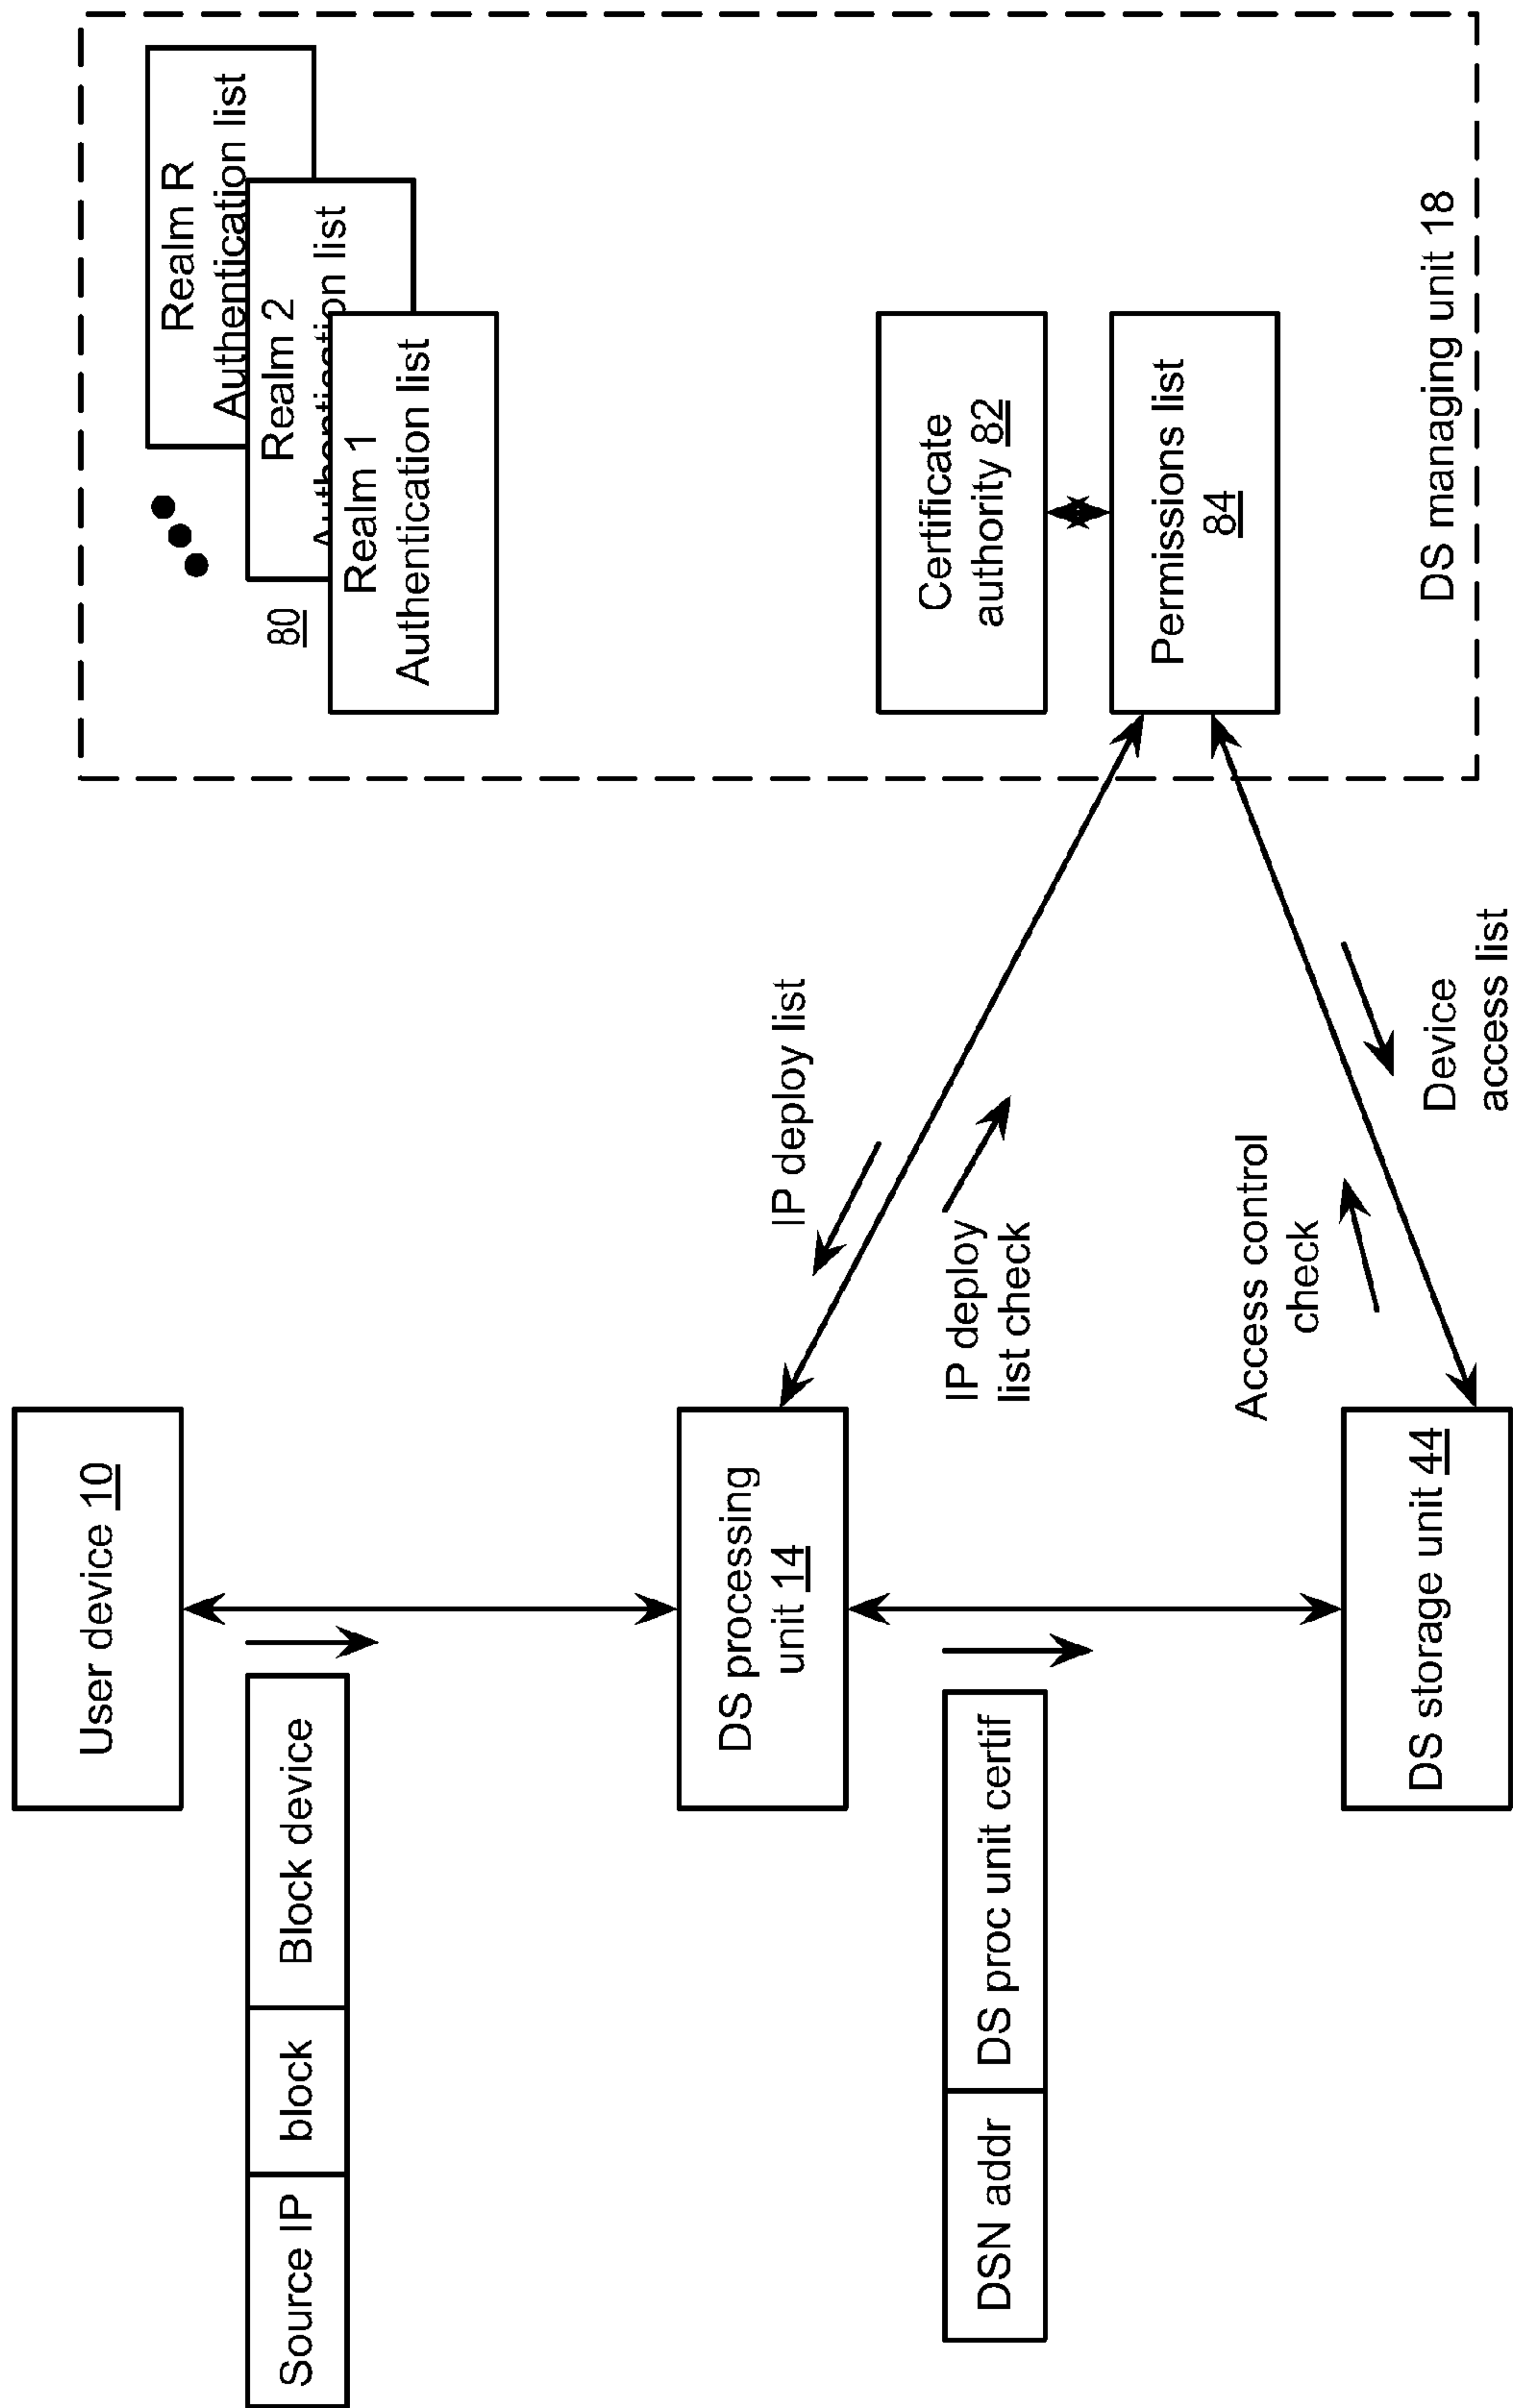 Realm R
Authentication list
Realm 2
Authentication list
Realm 1
Authentication list
80
Certificate
authority 82
Permissions list
84
DS managing unit 18
IP deploy list
IP deploy
list check
Access control
check
Device
access list
User device 10
DS processing
unit 14
DS storage unit 44
Source IP
block
Block device
DSN addr
DS proc unit certif